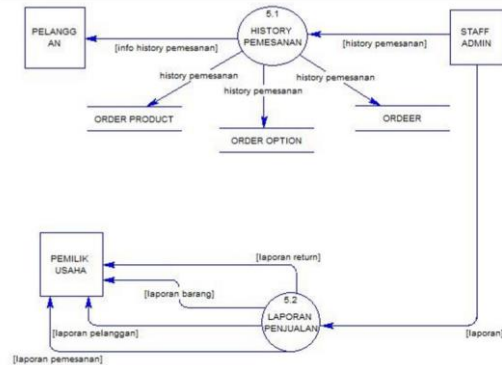 PELANGG
AN
5.1
HISTORY
PEMESANAN
STAFF
ADMIN
[info history pemesanan]
[history pemesanan]
history pemesanan
history pemesanan
history pemesanan
ORDER PRODUCT
ORDER OPTION
ORDEER
PEMILIK
USAHA
[laporan return]
[laporan barang]
5.2
LAPORAN
PENJUALAN
[laporan pelanggan]
[laporan]
[laporan pemesanan]